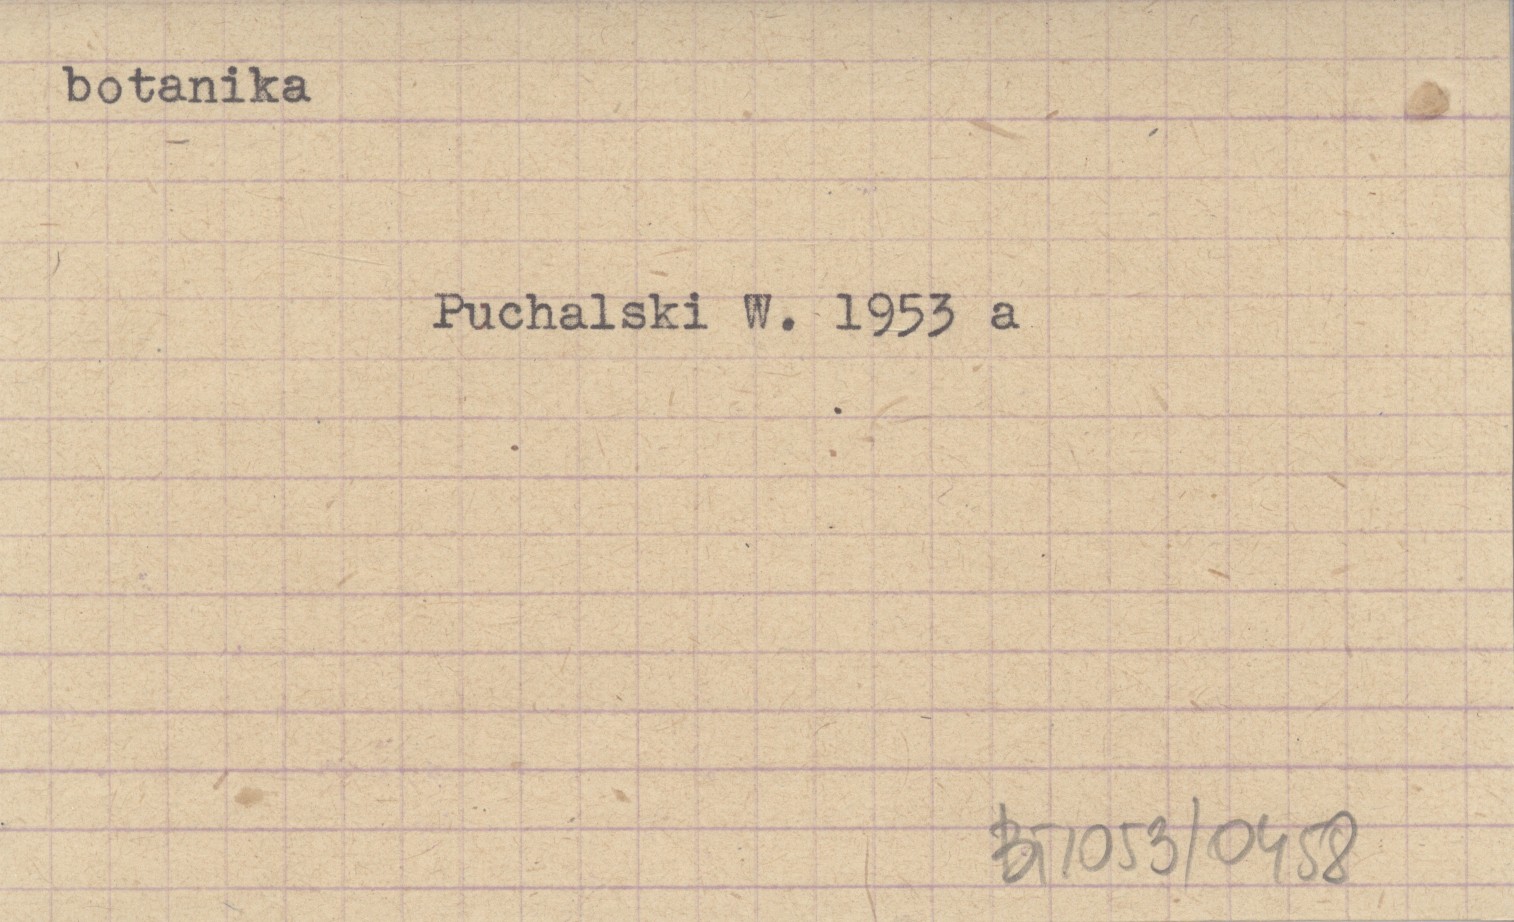 botanika
Puchalski W. 1953 a
BT1053/0458